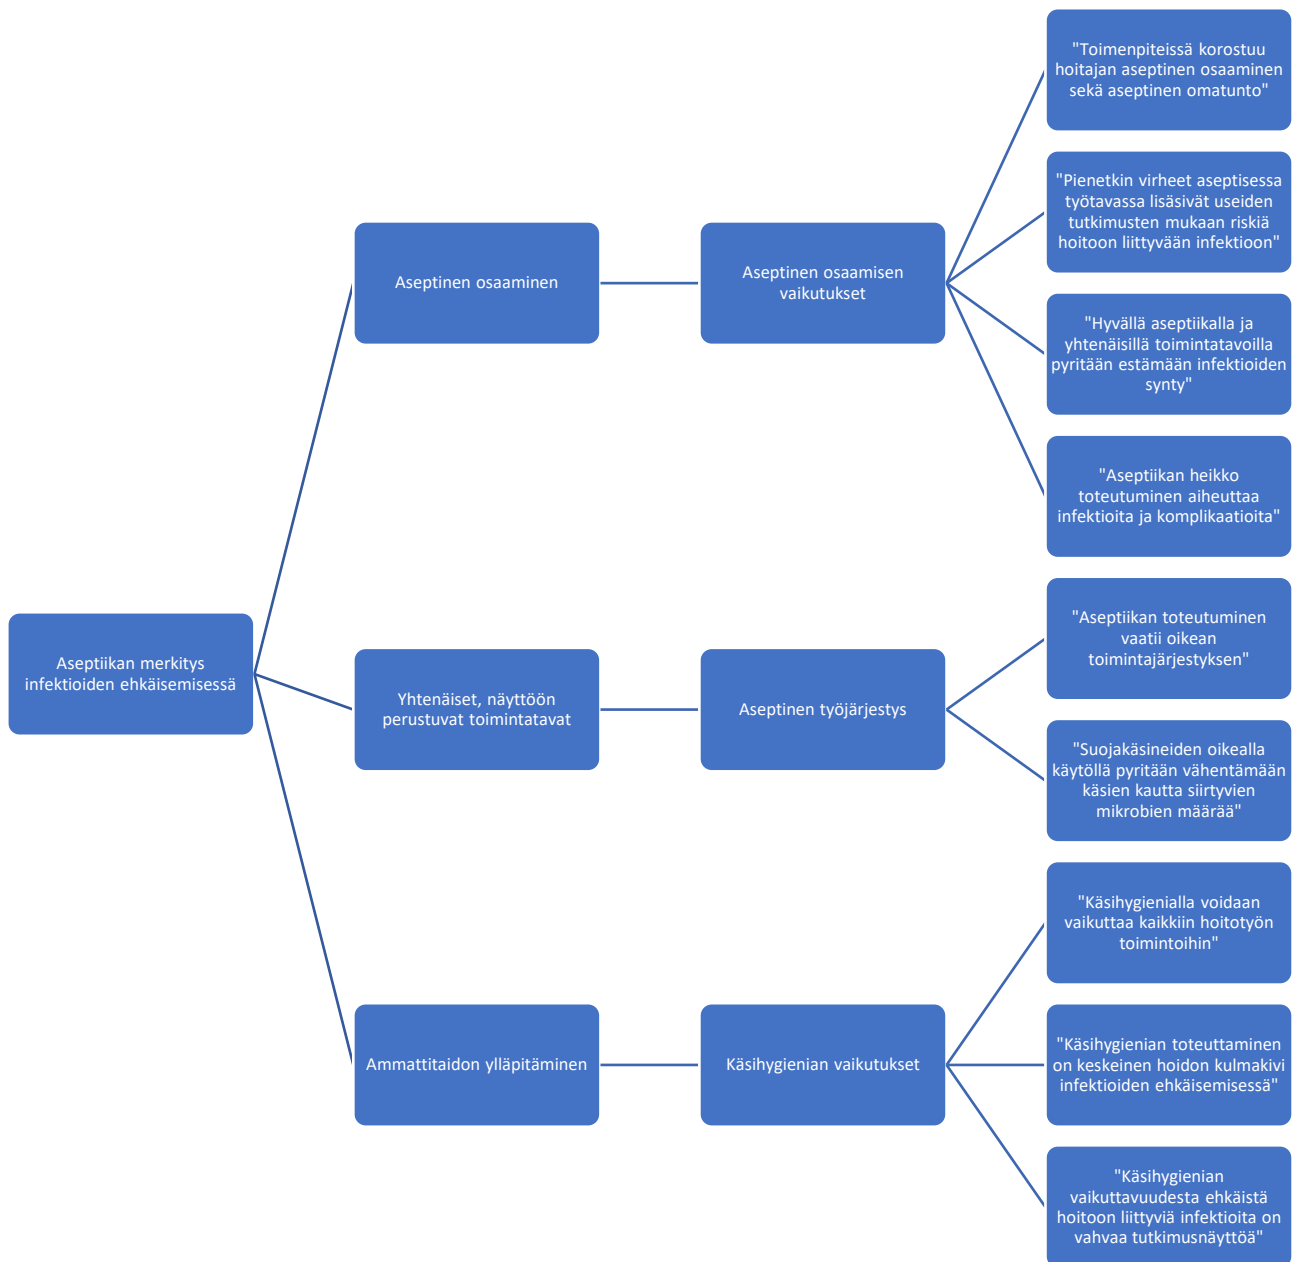 Aseptiikan merkitys
infektioiden ehkäisemisessä
Aseptinen osaaminen
Aseptinen osaamisen
vaikutukset
"Toimenpiteissä korostuu
hoitajan aseptinen osaaminen
sekä aseptinen omatunto"
"Pienetkin virheet aseptisessa
työtavassa lisäsivät useiden
tutkimusten mukaan riskiä
hoitoon liittyvään infektioon"
"Hyvällä aseptiikalla ja
yhtenäisillä toimintatavoilla
pyritään estämään infektioiden
synty"
"Aseptiikan heikko
toteutuminen aiheuttaa
infektioita ja komplikaatioita"
Yhtenäiset, näyttöön
perustuvat toimintatavat
Aseptinen työjärjestys
"Aseptiikan toteutuminen
vaatii oikean
toimintajärjestyksen"
"Suojakäsineiden oikealla
käytöllä pyritään vähentämään
käsien kautta siirtyvien
mikrobien määrää"
Ammattitaidon ylläpitäminen
Käsihygienian vaikutukset
"Käsihygienialla voidaan
vaikuttaa kaikkiin hoitotyön
toimintoihin"
"Käsihygienian toteuttaminen
on keskeinen hoidon kulmakivi
infektioiden ehkäisemisessä"
"Käsihygienian
vaikuttavuudesta ehkäistä
hoitoon liittyviä infektioita on
vahvaa tutkimusnäyttöä"